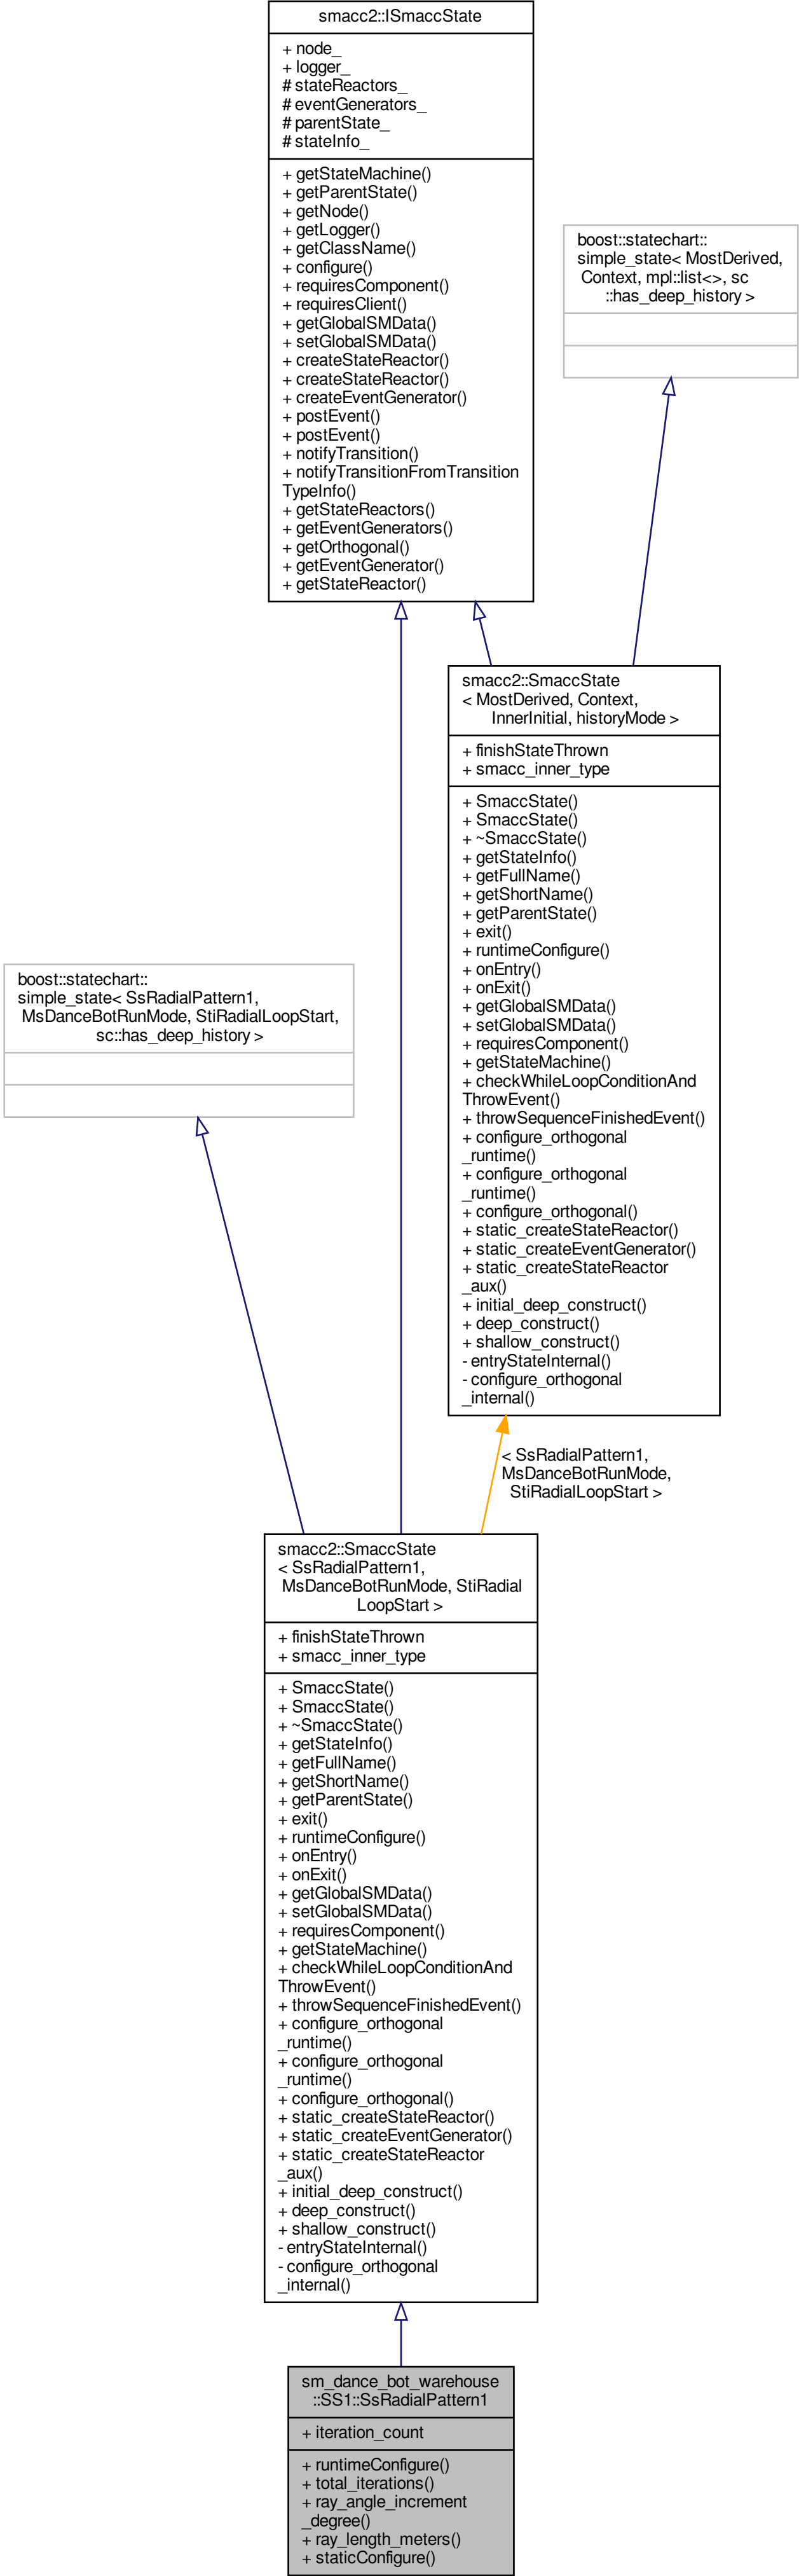 smacc2::ISmaccState
+ node_
+ logger_
# stateReactors_
# eventGenerators_
# parentState_
# stateInfo_
+ getStateMachine()
+ getParentState()
+ getNode()
+ getLogger()
+ getClassName()
+ configure()
+ requiresComponent()
+ requiresClient()
+ getGlobalSMData()
+ setGlobalSMData()
+ createStateReactor()
+ createStateReactor()
+ createEventGenerator()
+ postEvent()
+ postEvent()
+ notifyTransition()
+ notifyTransitionFromTransition
TypeInfo()
+ getStateReactors()
+ getEventGenerators()
+ getOrthogonal()
+ getEventGenerator()
+ getStateReactor()
boost::statechart::
simple_state< MostDerived,
Context, mpl::list<>, sc
::has_deep_history >
smacc2::SmaccState
< MostDerived, Context,
InnerInitial, historyMode >
+ finishStateThrown
+ smacc_inner_type
+ SmaccState()
+ SmaccState()
+ ~SmaccState()
+ getStateInfo()
+ getFullName()
+ getShortName()
+ getParentState()
+ exit()
+ runtimeConfigure()
+ onEntry()
+ onExit()
+ getGlobalSMData()
+ setGlobalSMData()
+ requiresComponent()
+ getStateMachine()
+ checkWhileLoopConditionAnd
ThrowEvent()
+ throwSequenceFinishedEvent()
+ configure_orthogonal
_runtime()
+ configure_orthogonal
_runtime()
+ configure_orthogonal()
+ static_createStateReactor()
+ static_createEventGenerator()
+ static_createStateReactor
_aux()
+ initial_deep_construct()
+ deep_construct()
+ shallow_construct()
- entryStateInternal()
- configure_orthogonal
_internal()
boost::statechart::
simple_state< SsRadialPattern1,
MsDanceBotRunMode, StiRadialLoopStart,
sc::has_deep_history >
< SsRadialPattern1,
MsDanceBotRunMode,
StiRadialLoopStart >
smacc2::SmaccState
< SsRadialPattern1,
MsDanceBotRunMode, StiRadial
LoopStart >
+ finishStateThrown
+ smacc_inner_type
+ SmaccState()
+ SmaccState()
+ ~SmaccState()
+ getStateInfo()
+ getFullName()
+ getShortName()
+ getParentState()
+ exit()
+ runtimeConfigure()
+ onEntry()
+ onExit()
+ getGlobalSMData()
+ setGlobalSMData()
+ requiresComponent()
+ getStateMachine()
+ checkWhileLoopConditionAnd
ThrowEvent()
+ throwSequenceFinishedEvent()
+ configure_orthogonal
_runtime()
+ configure_orthogonal
_runtime()
+ configure_orthogonal()
+ static_createStateReactor()
+ static_createEventGenerator()
+ static_createStateReactor
_aux()
+ initial_deep_construct()
+ deep_construct()
+ shallow_construct()
- entryStateInternal()
- configure_orthogonal
_internal()
sm_dance_bot_warehouse
::SS1::SsRadialPattern1
+ iteration_count
+ runtimeConfigure()
+ total_iterations()
+ ray_angle_increment
_degree()
+ ray_length_meters()
+ staticConfigure()